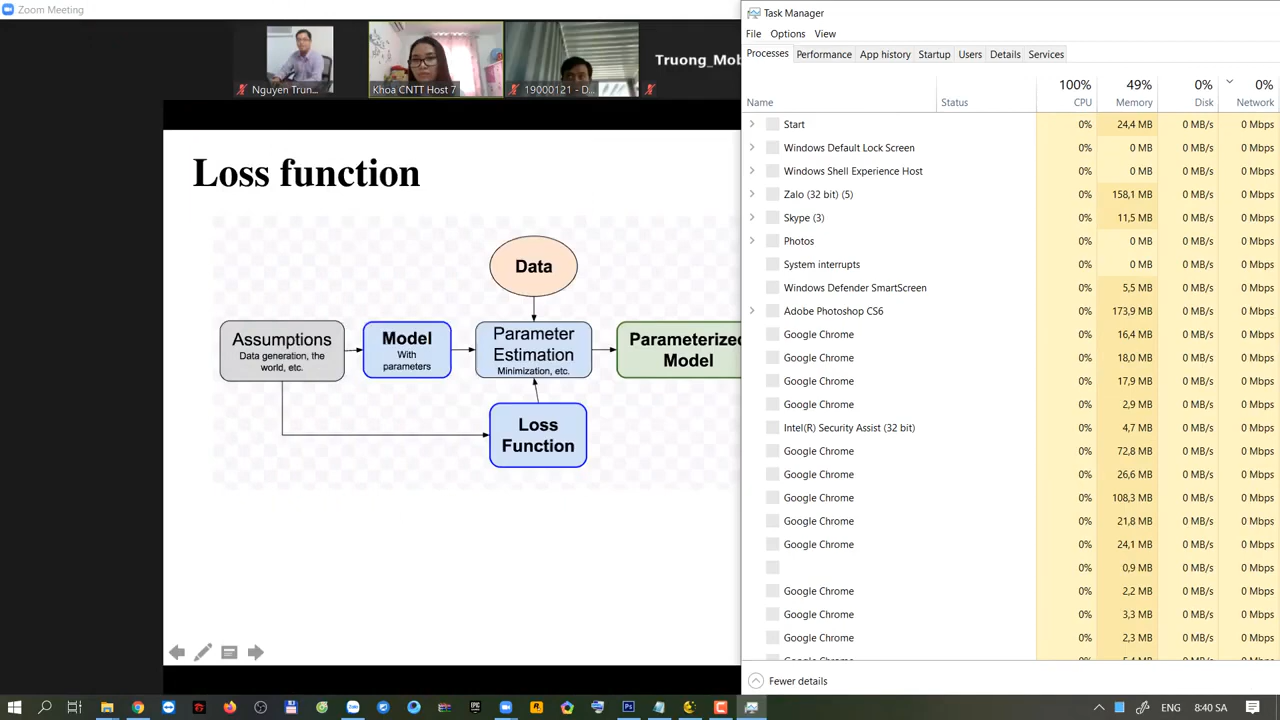 Zoom Meeting
Nguyen Trun...
Khoa CNTT Host 7
19000121 - D...
Truong_Mob
Loss function
Data
Assumptions
Data generation, the
world, etc.
Model
With
parameters
Parameter
Estimation
Minimization, etc.
Parameterized
Model
Loss
Function
Task Manager
File Options View
Processes Performance App history Startup Users Details Services
100% 49% 0% 0%
Name Status CPU Memory Disk Network
Start 0% 24,4 MB 0 MB/s 0 Mbps
Windows Default Lock Screen 0% 0 MB 0 MB/s 0 Mbps
Windows Shell Experience Host 0% 0 MB 0 MB/s 0 Mbps
Zalo (32 bit) (5) 0% 158,1 MB 0 MB/s 0 Mbps
Skype (3) 0% 11,5 MB 0 MB/s 0 Mbps
Photos 0% 0 MB 0 MB/s 0 Mbps
System interrupts 0% 0 MB 0 MB/s 0 Mbps
Windows Defender SmartScreen 0% 5,5 MB 0 MB/s 0 Mbps
Adobe Photoshop CS6 0% 173,9 MB 0 MB/s 0 Mbps
Google Chrome 0% 16,4 MB 0 MB/s 0 Mbps
Google Chrome 0% 18,0 MB 0 MB/s 0 Mbps
Google Chrome 0% 17,9 MB 0 MB/s 0 Mbps
Google Chrome 0% 2,9 MB 0 MB/s 0 Mbps
Intel(R) Security Assist (32 bit) 0% 4,7 MB 0 MB/s 0 Mbps
Google Chrome 0% 72,8 MB 0 MB/s 0 Mbps
Google Chrome 0% 26,6 MB 0 MB/s 0 Mbps
Google Chrome 0% 108,3 MB 0 MB/s 0 Mbps
Google Chrome 0% 21,8 MB 0 MB/s 0 Mbps
Google Chrome 0% 24,1 MB 0 MB/s 0 Mbps
0% 0,9 MB 0 MB/s 0 Mbps
Google Chrome 0% 2,2 MB 0 MB/s 0 Mbps
Google Chrome 0% 3,3 MB 0 MB/s 0 Mbps
Google Chrome 0% 2,3 MB 0 MB/s 0 Mbps
Fewer details
ENG 8:40 SA